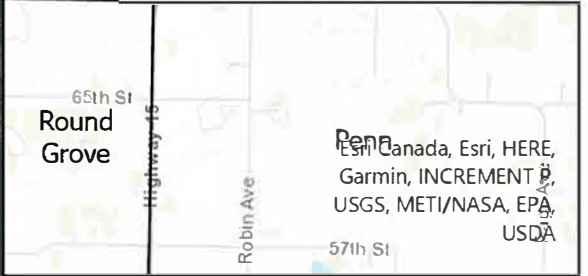 65th St
Round
Grove
Highway 15
Robin Ave
Penn
Esri Canada, Esri, HERE,
Garmin, INCREMENT P,
USGS, METI/NASA, EPA,
USDA
57th St